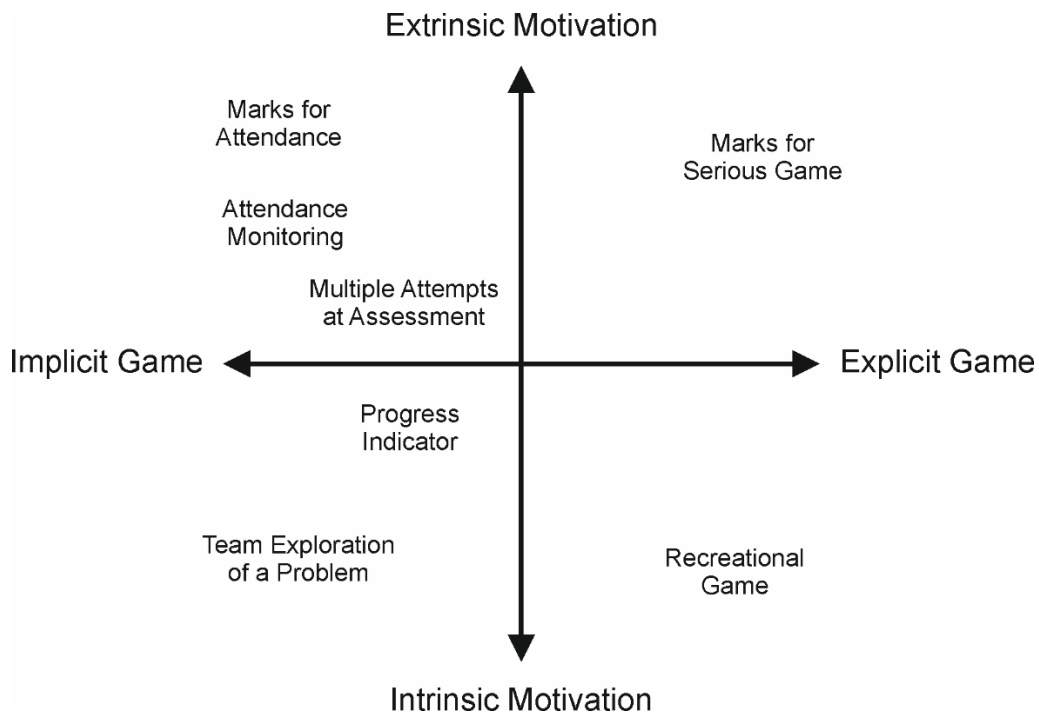 Extrinsic Motivation
Marks for
Attendance
Marks for
Serious Game
Attendance
Monitoring
Multiple Attempts
at Assessment
Implicit Game
Explicit Game
Progress
Indicator
Team Exploration
of a Problem
Recreational
Game
Intrinsic Motivation